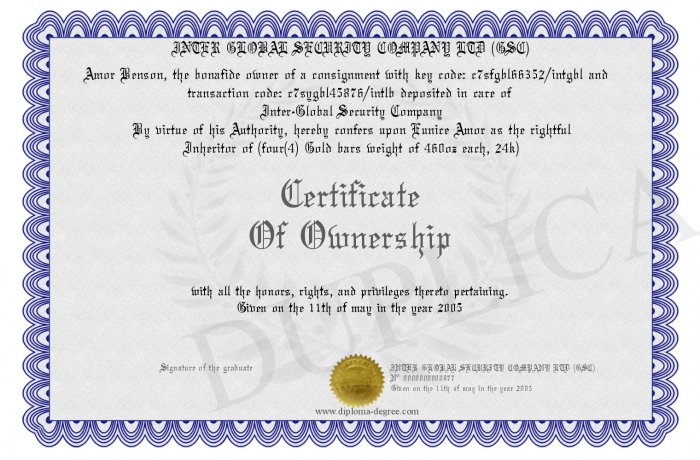 INTER GLOBAL SECURITY COMPANY LTD (GSC)
Amor Benson, the bonafide owner of a consignment with key code: c7sfgbl66352/intgbl and
transaction code: c7sygbl45876/intlb deposited in care of
Inter-Global Security Company
By virtue of his Authority, hereby confers upon Eunice Amor as the rightful
Inheritor of (four(4) Gold bars weight of 460oz each, 24k)
Certificate
Of Ownership
with all the honors, rights, and privileges thereto pertaining.
Given on the 11th of may in the year 2005
DUPLICA
Signature of the graduate
INTER GLOBAL SECURITY COMPANY LTD (GSC)
N° 0000000000077
Given on the 11th of may in the year 2005
www.diploma-degree.com